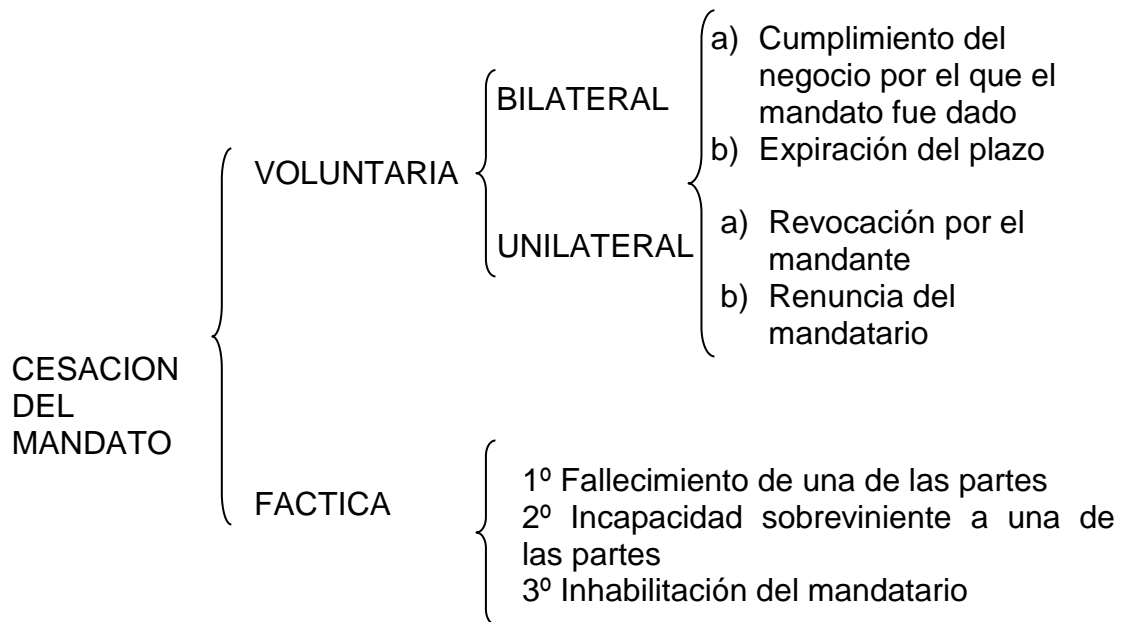 CESACION
DEL
MANDATO
VOLUNTARIA
BILATERAL
a) Cumplimiento del
negocio por el que el
mandato fue dado
b) Expiración del plazo
UNILATERAL
a) Revocación por el
mandante
b) Renuncia del
mandatario
FACTICA
1º Fallecimiento de una de las partes
2º Incapacidad sobreviniente a una de
las partes
3º Inhabilitación del mandatario